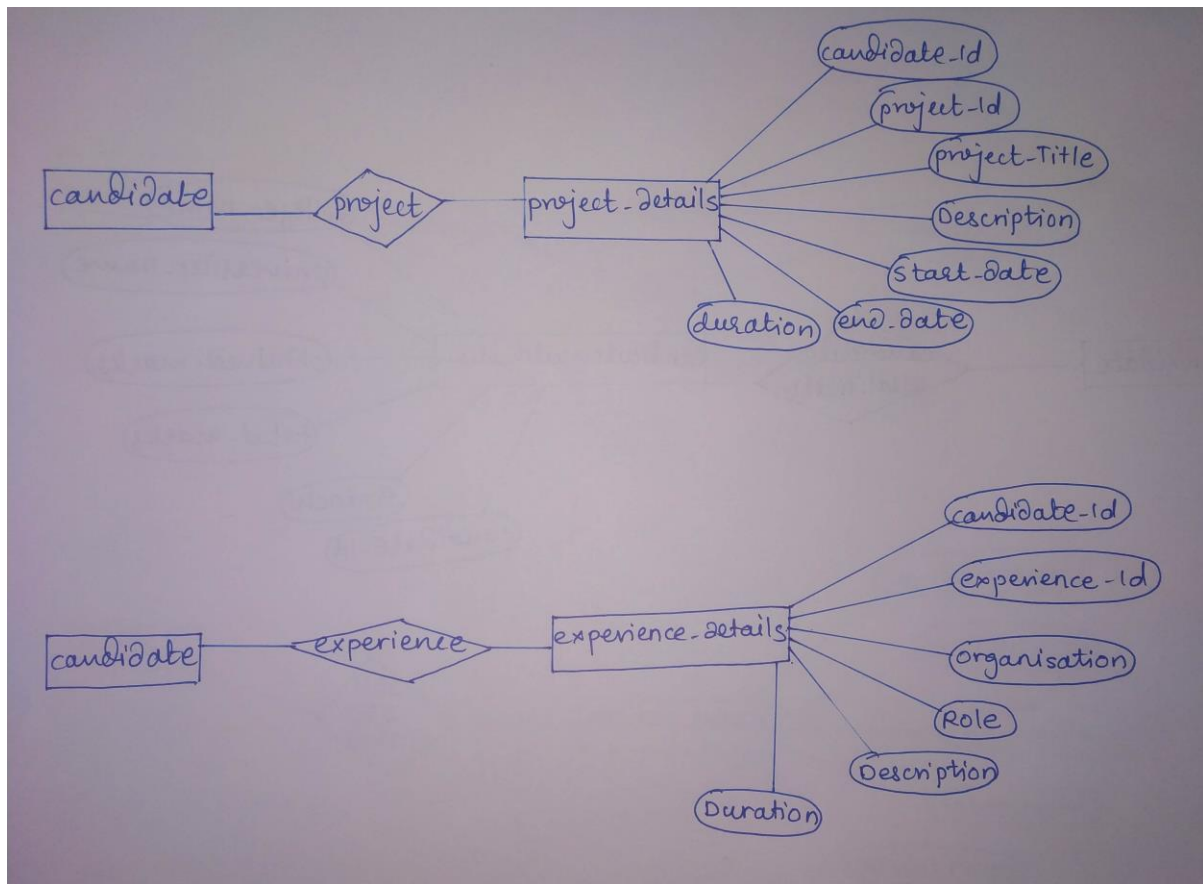 candidate-Id
project-Id
project-Title
candidate
project
project-details
Description
start-date
end-date
duration
candidate-Id
experience-Id
candidate
experience
experience-details
organisation
Role
Description
Duration